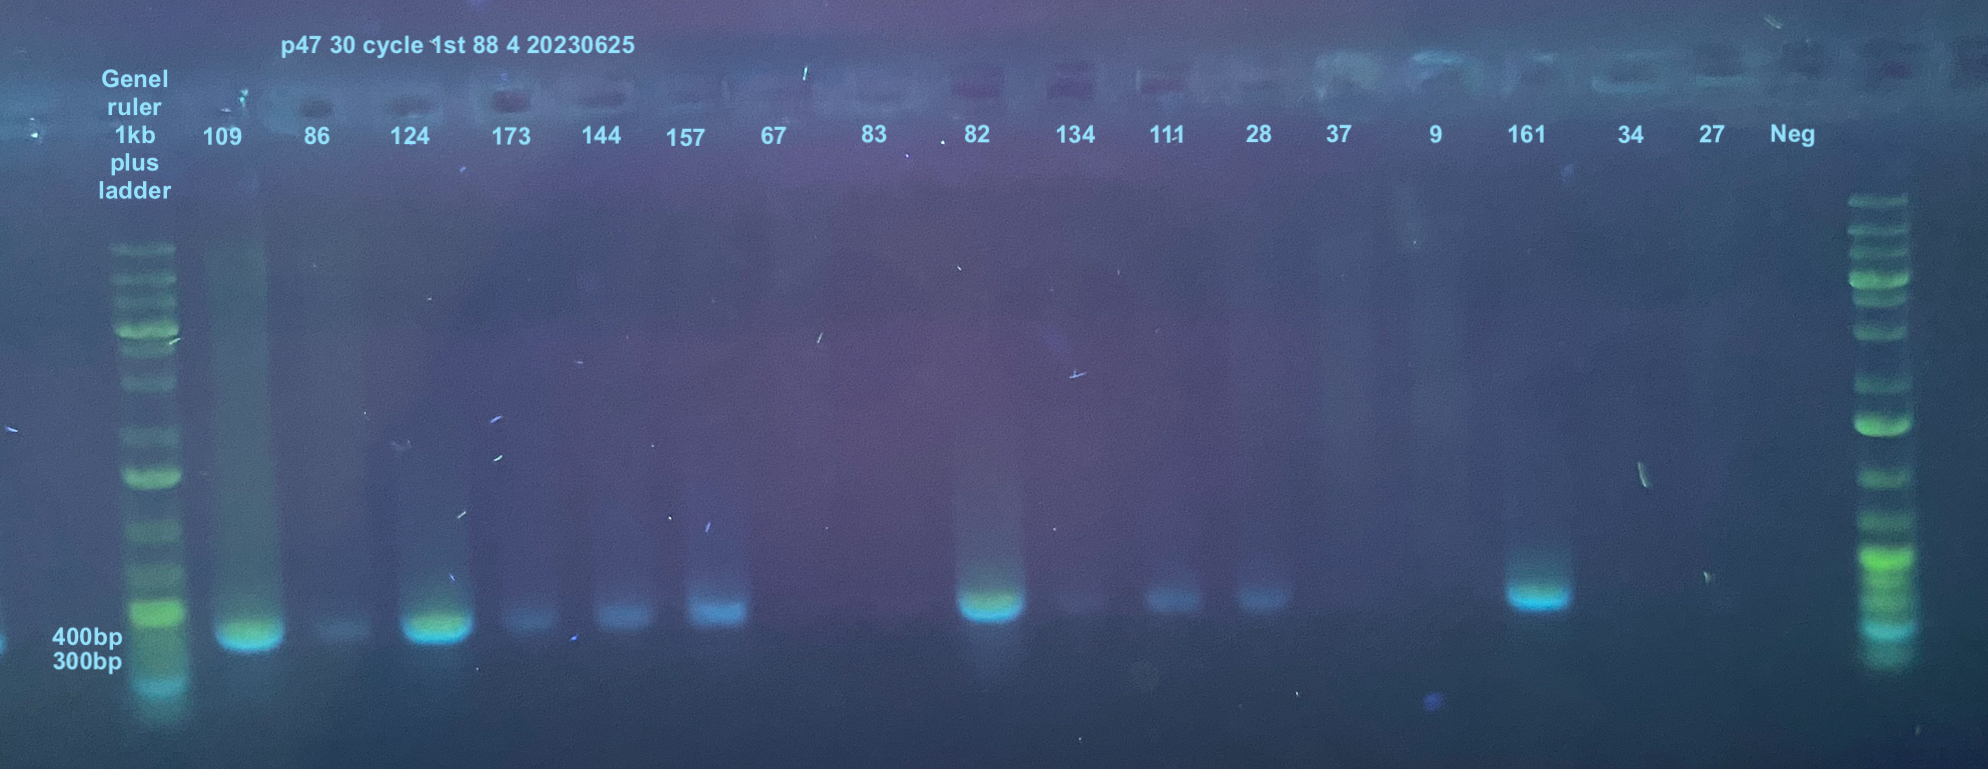 p47 30 cycle 1st 88 4 20230625
Genel
ruler
1kb
plus
ladder
109 86 124 173 144 157 67 83 82 134 111 28 37 9 161 34 27 Neg
400bp
300bp